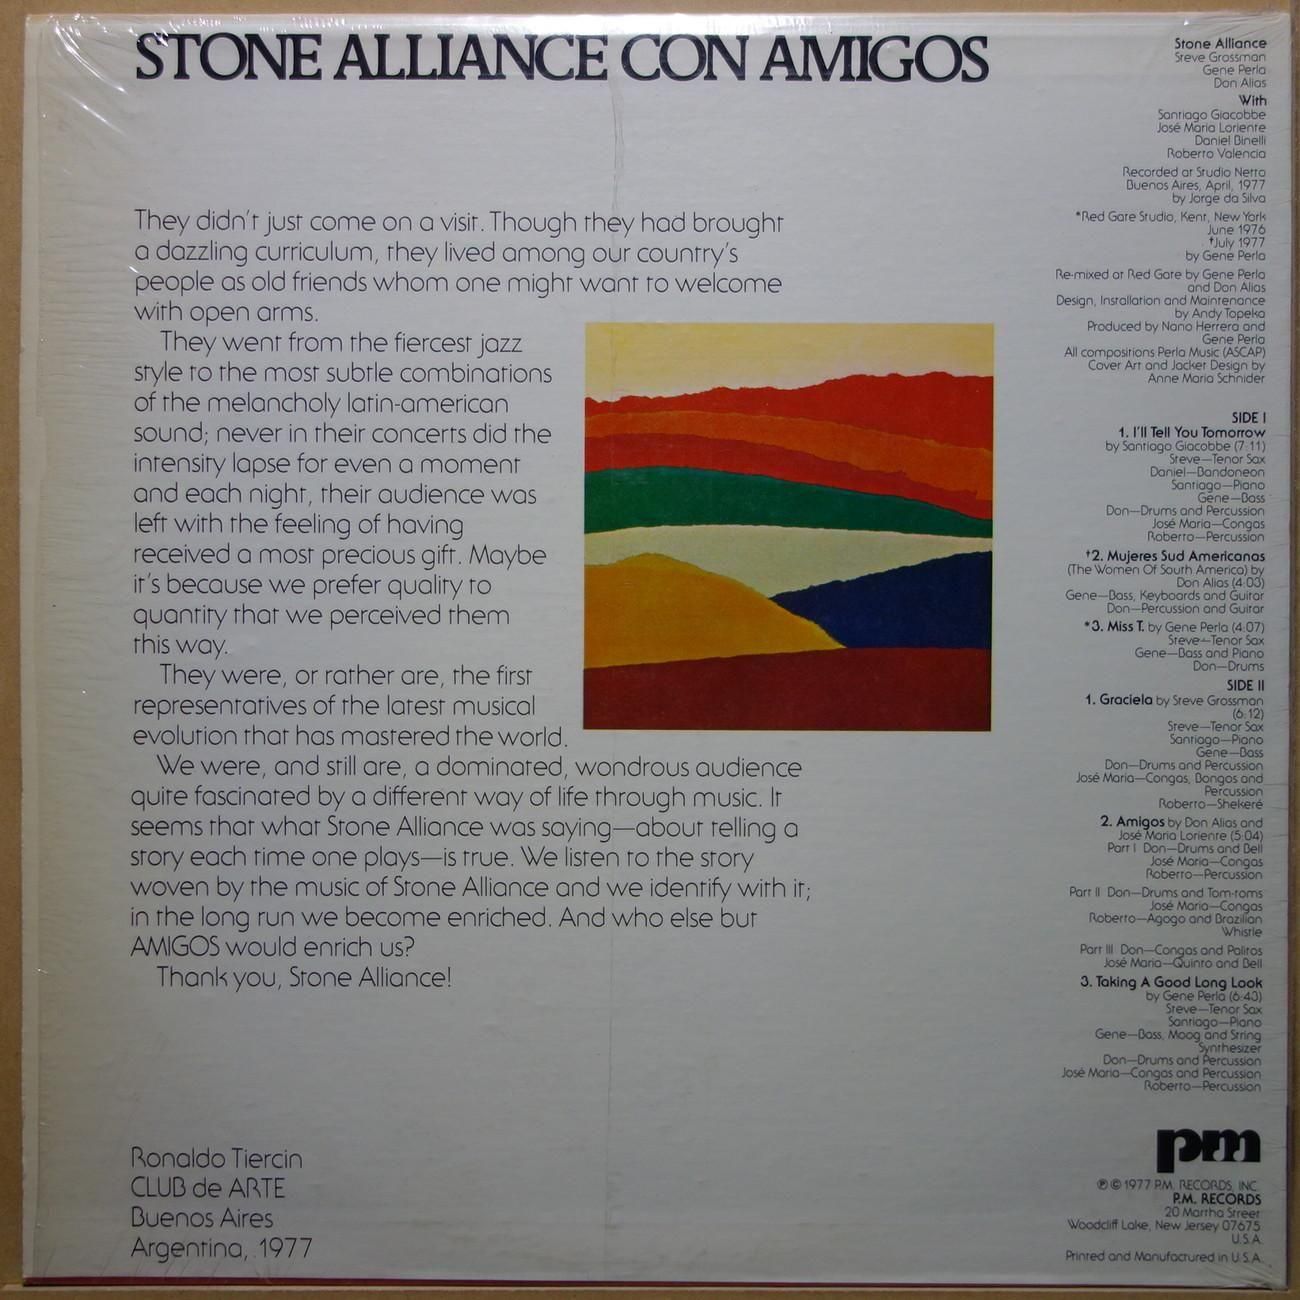 STONE ALLIANCE CON AMIGOS
They didn't just come on a visit. Though they had brought
a dazzling curriculum, they lived among our country's
people as old friends whom one might want to welcome
with open arms.
They went from the fiercest jazz
style to the most subtle combinations
of the melancholy latin-american
sound; never in their concerts did the
intensity lapse for even a moment
and each night, their audience was
left with the feeling of having
received a most precious gift. Maybe
it's because we prefer quality to
quantity that we perceived them
this way.
They were, or rather are, the first
representatives of the latest musical
evolution that has mastered the world.
We were, and still are, a dominated, wondrous audience
quite fascinated by a different way of life through music. It
seems that what Stone Alliance was saying—about telling a
story each time one plays—is true. We listen to the story
woven by the music of Stone Alliance and we identify with it;
in the long run we become enriched. And who else but
AMIGOS would enrich us?
Thank you, Stone Alliance!
Ronaldo Tiercin
CLUB de ARTE
Buenos Aires
Argentina, 1977
Stone Alliance
Steve Grossman
Gene Perla
Don Alias
With
Santiago Giacobbe
José Maria Loriente
Daniel Binelli
Roberto Valencia
Recorded at Studio Netto
Buenos Aires, April, 1977
by Jorge da Silva
*Red Gate Studio, Kent, New York
June 1976
†July 1977
by Gene Perla
Re-mixed at Red Gate by Gene Perla
and Don Alias
Design, Installation and Maintenance
by Andy Topeka
Produced by Nano Herrera and
Gene Perla
All compositions Perla Music (ASCAP)
Cover Art and Jacket Design by
Anne Maria Schnider
SIDE I
1. I'll Tell You Tomorrow
by Santiago Giacobbe (7:11)
Steve—Tenor Sax
Daniel—Bandoneon
Santiago—Piano
Gene—Bass
Don—Drums and Percussion
José Maria—Congas
Roberto—Percussion
†2. Mujeres Sud Americanas
(The Women Of South America) by
Don Alias (4:03)
Gene—Bass, Keyboards and Guitar
Don—Percussion and Guitar
*3. Miss T. by Gene Perla (4:07)
Steve—Tenor Sax
Gene—Bass and Piano
Don—Drums
SIDE II
1. Graciela by Steve Grossman
(6:12)
Steve—Tenor Sax
Santiago—Piano
Gene—Bass
Don—Drums and Percussion
José Maria—Congas, Bongos and
Percussion
Roberto—Shekeré
2. Amigos by Don Alias and
José Maria Loriente (5:04)
Part I Don—Drums and Bell
José Maria—Congas
Roberto—Percussion
Part II Don—Drums and Tom-toms
José Maria—Congas
Roberto—Agogo and Brazilian
Whistle
Part III Don—Congas and Palitos
José Maria—Quinto and Bell
3. Taking A Good Long Look
by Gene Perla (6:43)
Steve—Tenor Sax
Santiago—Piano
Gene—Bass, Moog and String
Synthesizer
Don—Drums and Percussion
José Maria—Congas and Percussion
Roberto—Percussion
pm
℗ © 1977 P.M. RECORDS, INC.
P.M. RECORDS
20 Martha Street
Woodcliff Lake, New Jersey 07675
U.S.A.
Printed and Manufactured in U.S.A.